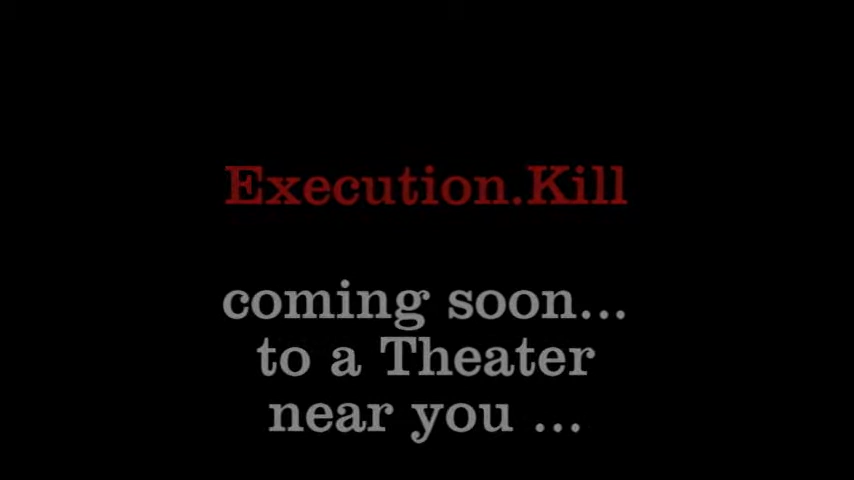 Execution.Kill
coming soon...
to a Theater
near you ...